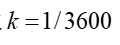 k = 1/3600